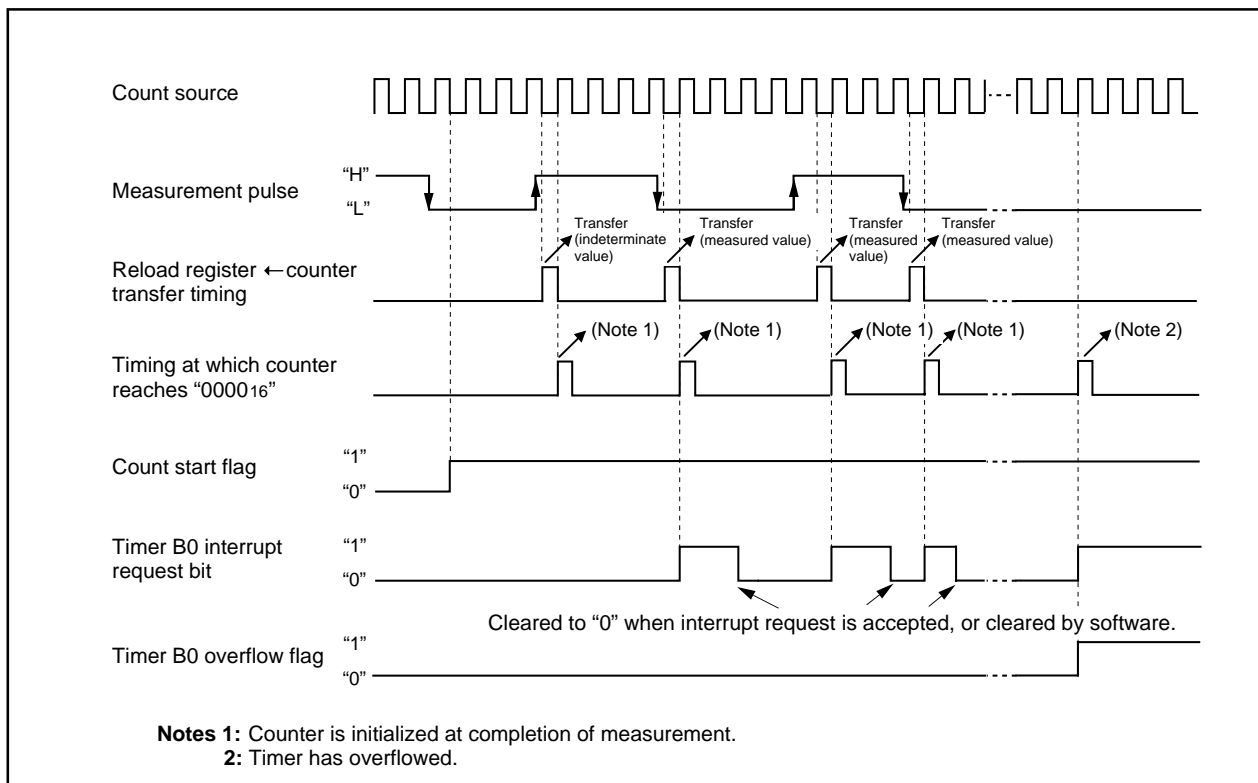 Count source
Measurement pulse
“H”
“L”
Transfer
(indeterminate
value)
Transfer
(measured value)
Transfer
(measured
value)
Transfer
(measured value)
Reload register ←counter
transfer timing
(Note 1)
(Note 1)
(Note 1)
(Note 1)
(Note 2)
Timing at which counter
reaches “000016”
Count start flag
“1”
“0”
Timer B0 interrupt
request bit
“1”
“0”
Cleared to “0” when interrupt request is accepted, or cleared by software.
Timer B0 overflow flag
“1”
“0”
Notes 1: Counter is initialized at completion of measurement.
2: Timer has overflowed.